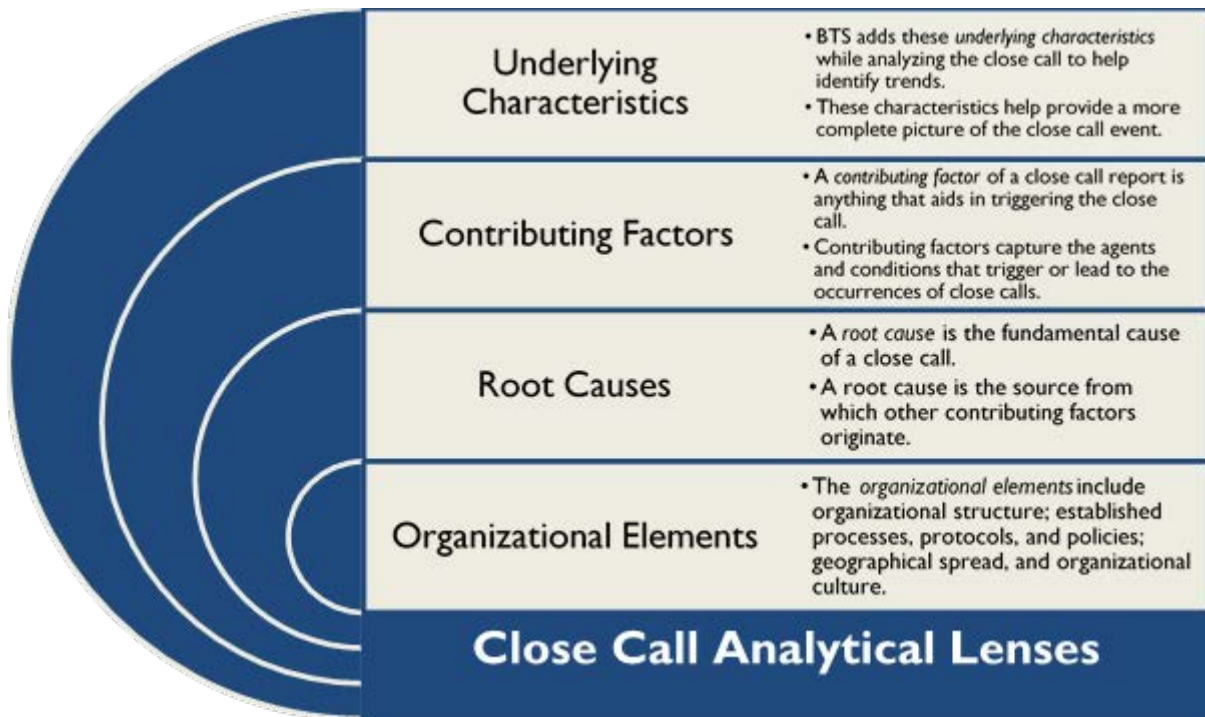 Underlying
Characteristics
• BTS adds these underlying characteristics
while analyzing the close call to help
identify trends.
• These characteristics help provide a more
complete picture of the close call event.
Contributing Factors
• A contributing factor of a close call report is
anything that aids in triggering the close
call.
• Contributing factors capture the agents
and conditions that trigger or lead to the
occurrences of close calls.
Root Causes
• A root cause is the fundamental cause
of a close call.
• A root cause is the source from
which other contributing factors
originate.
Organizational Elements
• The organizational elements include
organizational structure; established
processes, protocols, and policies;
geographical spread, and organizational
culture.
Close Call Analytical Lenses